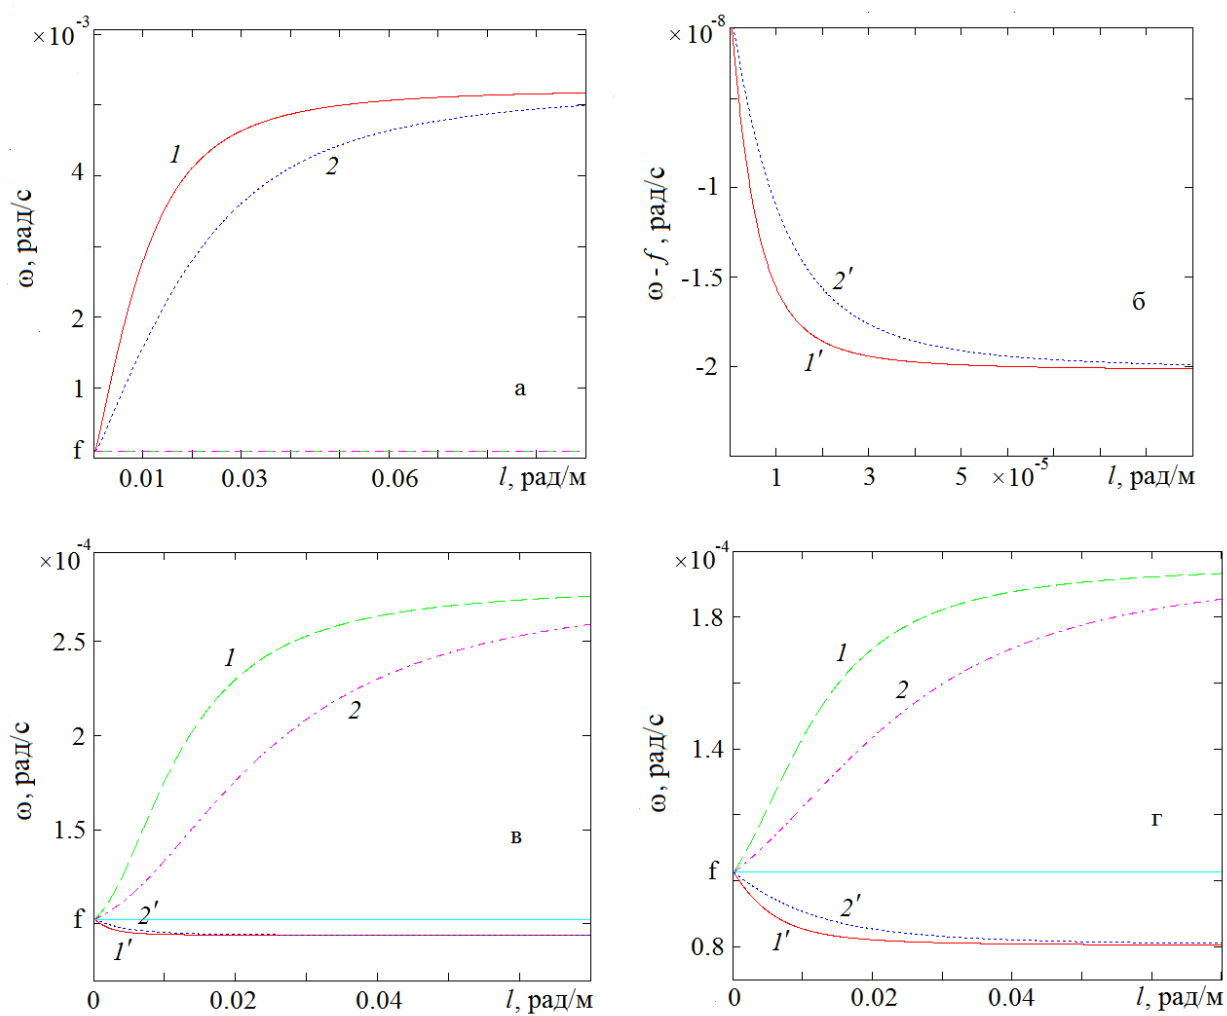 ×10⁻³
4
2
1
f
ω, рад/с
1
2
а
0.01
0.03
0.06
l, рад/м
×10⁻⁸
-1
-1.5
-2
ω - f , рад/с
2'
1'
б
1
3
5
×10⁻⁵
l, рад/м
×10⁻⁴
2.5
2
1.5
f
ω, рад/с
1
2
2'
1'
в
0
0.02
0.04
l, рад/м
×10⁻⁴
1.8
1.4
f
0.8
ω, рад/с
1
2
2'
1'
г
0
0.02
0.04
l, рад/м